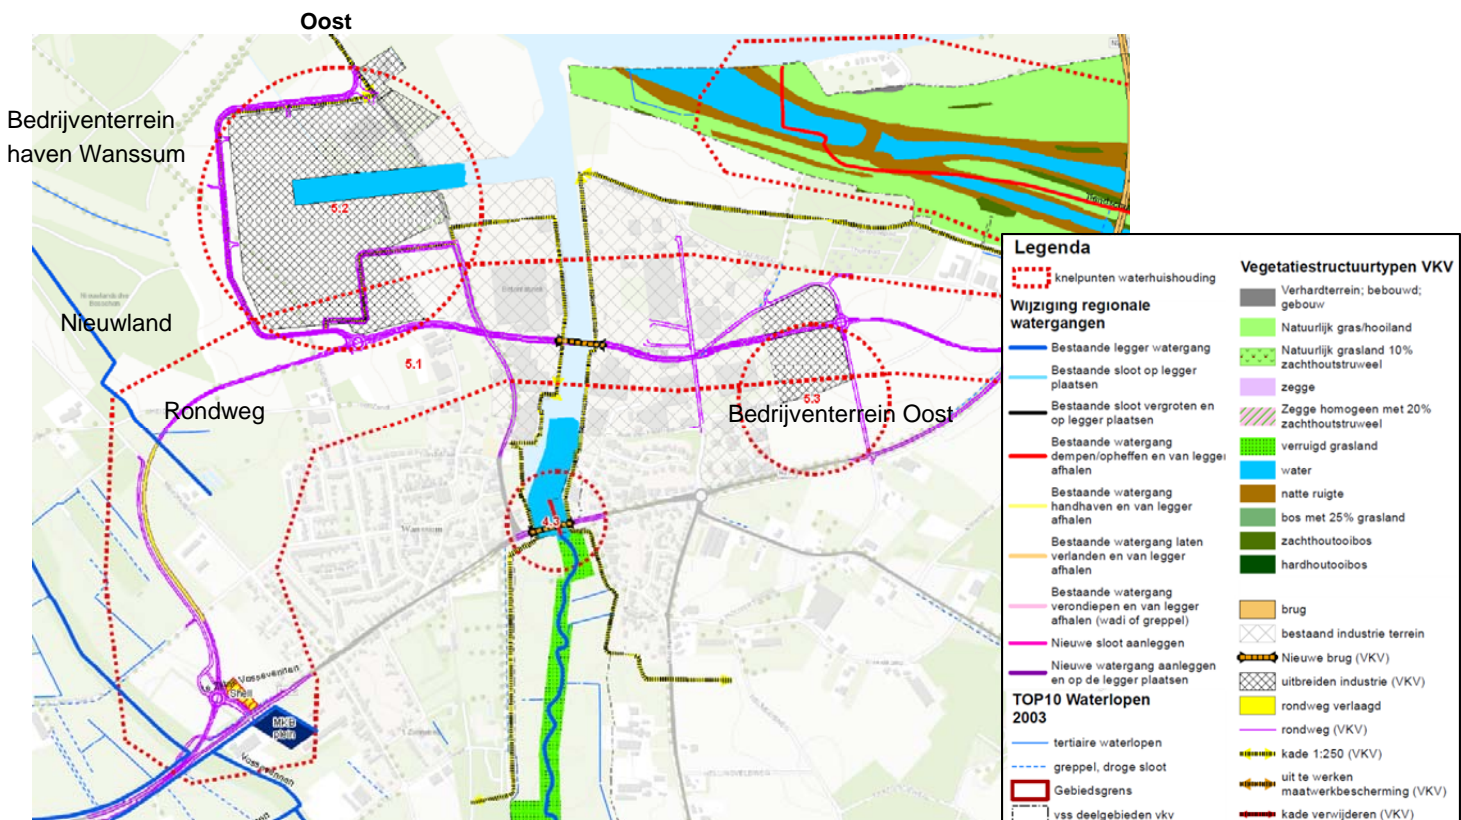 Oost
Bedrijventerrein
haven Wanssum
5.2
Nieuwland
5.1
Rondweg
5.3
Bedrijventerrein Oost
4.3
Wanssum
Vossevennen
Shell
MKB
plein
Vossevennen
Legenda
knelpunten waterhuishouding
Wijziging regionale
watergangen
Bestaande legger watergang
Bestaande sloot op legger
plaatsen
Bestaande sloot vergroten en
op legger plaatsen
Bestaande watergang
dempen/opheffen en van legger
afhalen
Bestaande watergang
handhaven en van legger
afhalen
Bestaande watergang laten
verlanden en van legger
afhalen
Bestaande watergang
verondiepen en van legger
afhalen (wadi of greppel)
Nieuwe sloot aanleggen
Nieuwe watergang aanleggen
en op de legger plaatsen
TOP10 Waterlopen
2003
tertiaire waterlopen
greppel, droge sloot
Gebiedsgrens
vss deelgebieden vkv
Vegetatiestructuurtypen VKV
Verhardterrein; bebouwd;
gebouw
Natuurlijk gras/hooiland
Natuurlijk grasland 10%
zachthoutstruweel
zegge
Zegge homogeen met 20%
zachthoutstruweel
verruigd grasland
water
natte ruigte
bos met 25% grasland
zachthoutooibos
hardhoutooibos
brug
bestaand industrie terrein
Nieuwe brug (VKV)
uitbreiden industrie (VKV)
rondweg verlaagd
rondweg (VKV)
kade 1:250 (VKV)
uit te werken
maatwerkbescherming (VKV)
kade verwijderen (VKV)